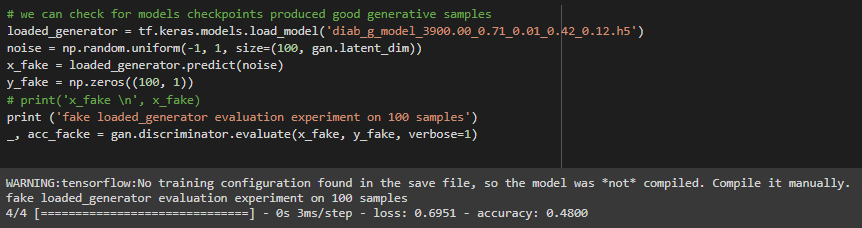 # we can check for models checkpoints produced good generative samples
loaded_generator = tf.keras.models.load_model('diab_g_model_3900.00_0.71_0.01_0.42_0.12.h5')
noise = np.random.uniform(-1, 1, size=(100, gan.latent_dim))
x_fake = loaded_generator.predict(noise)
y_fake = np.zeros((100, 1))
# print('x_fake \n', x_fake)
print ('fake loaded_generator evaluation experiment on 100 samples')
_, acc_facke = gan.discriminator.evaluate(x_fake, y_fake, verbose=1)
WARNING:tensorflow:No training configuration found in the save file, so the model was *not* compiled. Compile it manually.
fake loaded_generator evaluation experiment on 100 samples
4/4 [==============================] - 0s 3ms/step - loss: 0.6951 - accuracy: 0.4800